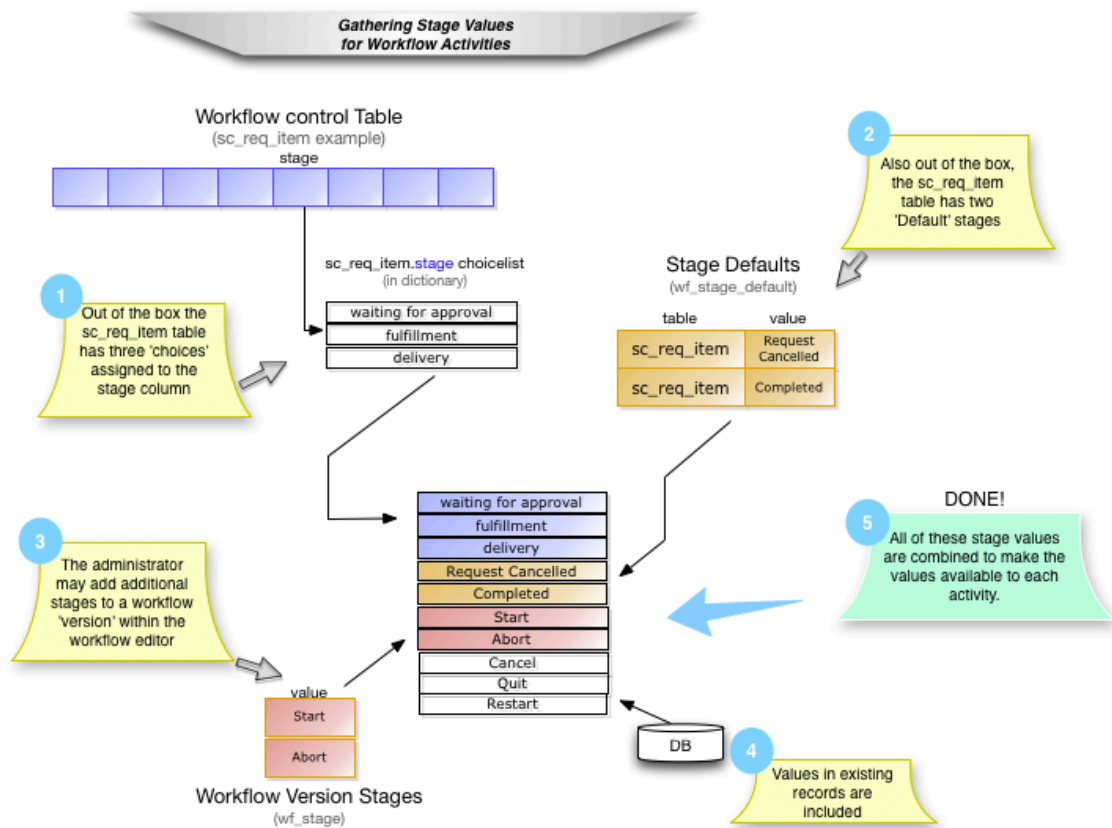 Gathering Stage Values
for Workflow Activities
Workflow control Table
(sc_req_item example)
stage
2
Also out of the box,
the sc_req_item
table has two
'Default' stages
sc_req_item.stage choicelist
(in dictionary)
waiting for approval
fulfillment
delivery
1
Out of the box the
sc_req_item table
has three 'choices'
assigned to the
stage column
Stage Defaults
(wf_stage_default)
table value
sc_req_item Request
Cancelled
sc_req_item Completed
waiting for approval
fulfillment
delivery
Request Cancelled
Completed
Start
Abort
Cancel
Quit
Restart
DONE!
5
All of these stage values
are combined to make the
values available to each
activity.
3
The administrator
may add additional
stages to a workflow
'version' within the
workflow editor
value
Start
Abort
Workflow Version Stages
(wf_stage)
DB
4
Values in existing
records are
included